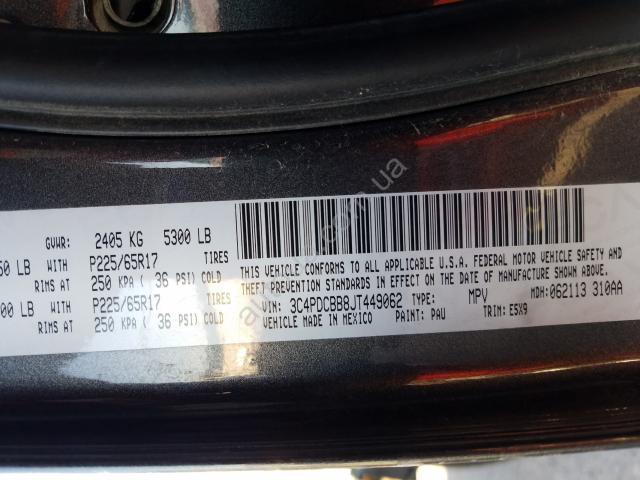 GVWR: 2405 KG 5300 LB
50 LB WITH P225/65R17 TIRES
RIMS AT 250 KPA ( 36 PSI) COLD
00 LB WITH P225/65R17 TIRES
RIMS AT 250 KPA ( 36 PSI) COLD
THIS VEHICLE CONFORMS TO ALL APPLICABLE U.S.A. FEDERAL MOTOR VEHICLE SAFETY AND
THEFT PREVENTION STANDARDS IN EFFECT ON THE DATE OF MANUFACTURE SHOWN ABOVE.
3C4PDCBB8JT449062 TYPE: MPV MDH: 062113 310AA
VEHICLE MADE IN MEXICO PAINT: PAU TRIM: E5X9